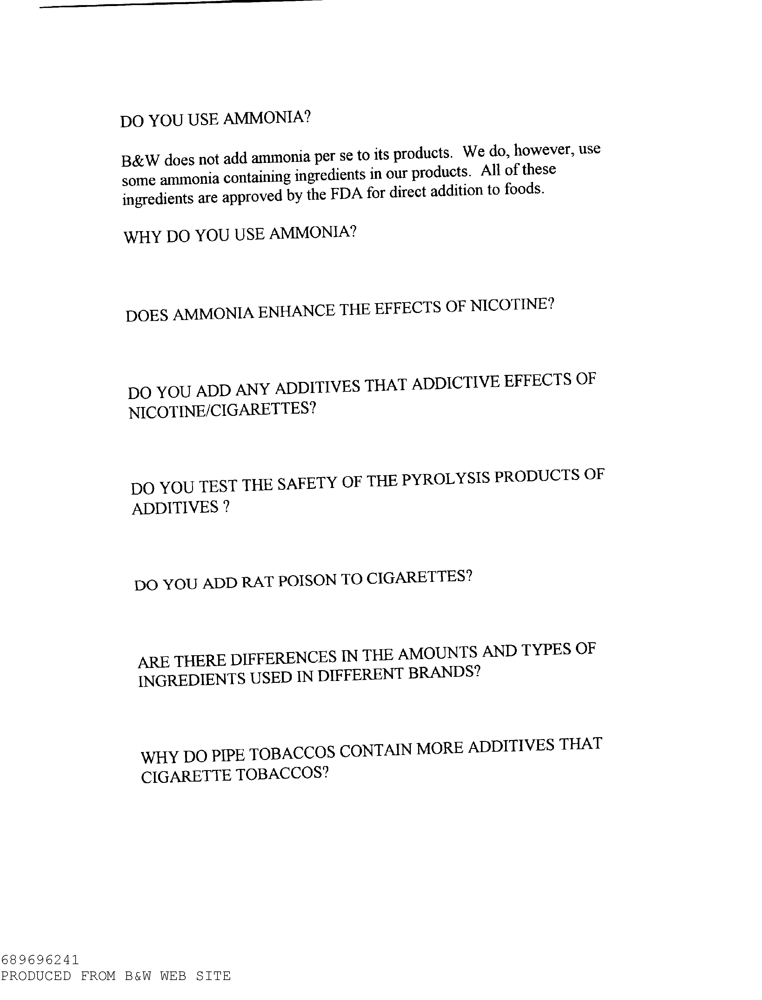 DO YOU USE AMMONIA?
B&W does not add ammonia per se to its products. We do, however, use
some ammonia containing ingredients in our products. All of these
ingredients are approved by the FDA for direct addition to foods.
WHY DO YOU USE AMMONIA?
DOES AMMONIA ENHANCE THE EFFECTS OF NICOTINE?
DO YOU ADD ANY ADDITIVES THAT ADDICTIVE EFFECTS OF
NICOTINE/CIGARETTES?
DO YOU TEST THE SAFETY OF THE PYROLYSIS PRODUCTS OF
ADDITIVES ?
DO YOU ADD RAT POISON TO CIGARETTES?
ARE THERE DIFFERENCES IN THE AMOUNTS AND TYPES OF
INGREDIENTS USED IN DIFFERENT BRANDS?
WHY DO PIPE TOBACCOS CONTAIN MORE ADDITIVES THAT
CIGARETTE TOBACCOS?
689696241
PRODUCED FROM B&W WEB SITE